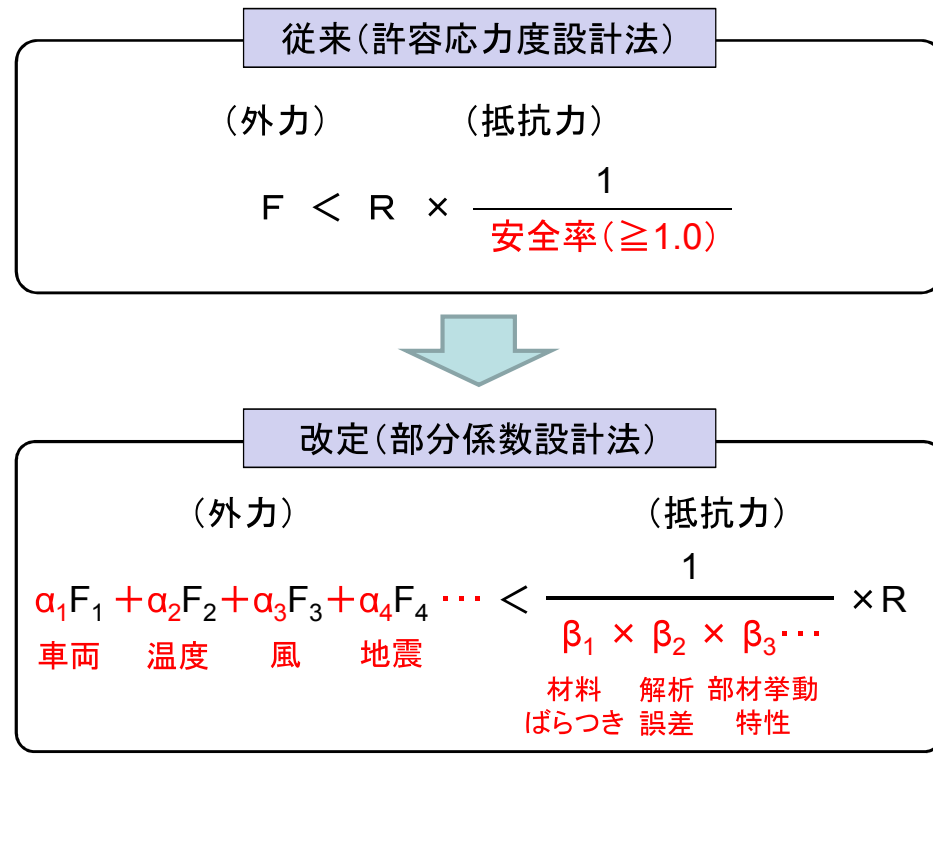 従来(許容応力度設計法)
(外力) (抵抗力)
1
F < R ×
安全率(≧1.0)
改定(部分係数設計法)
(外力) (抵抗力)
1
α₁F₁ +α₂F₂+α₃F₃+α₄F₄ ··· < ×R
β₁ × β₂ × β₃···
車両 温度 風 地震
材料 解析 部材挙動
ばらつき 誤差 特性